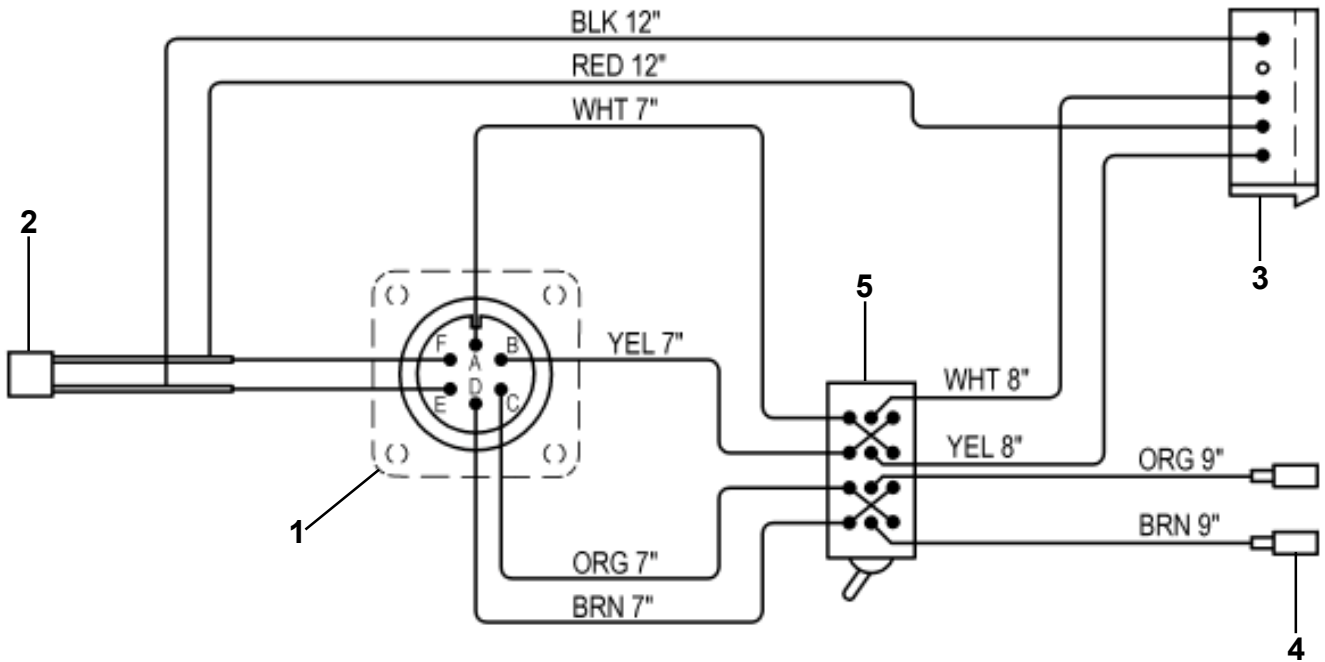 BLK 12"
RED 12"
WHT 7"
2
3
5
F
B
A
YEL 7"
D
E
C
WHT 8"
YEL 8"
ORG 9"
1
BRN 9"
ORG 7"
BRN 7"
4